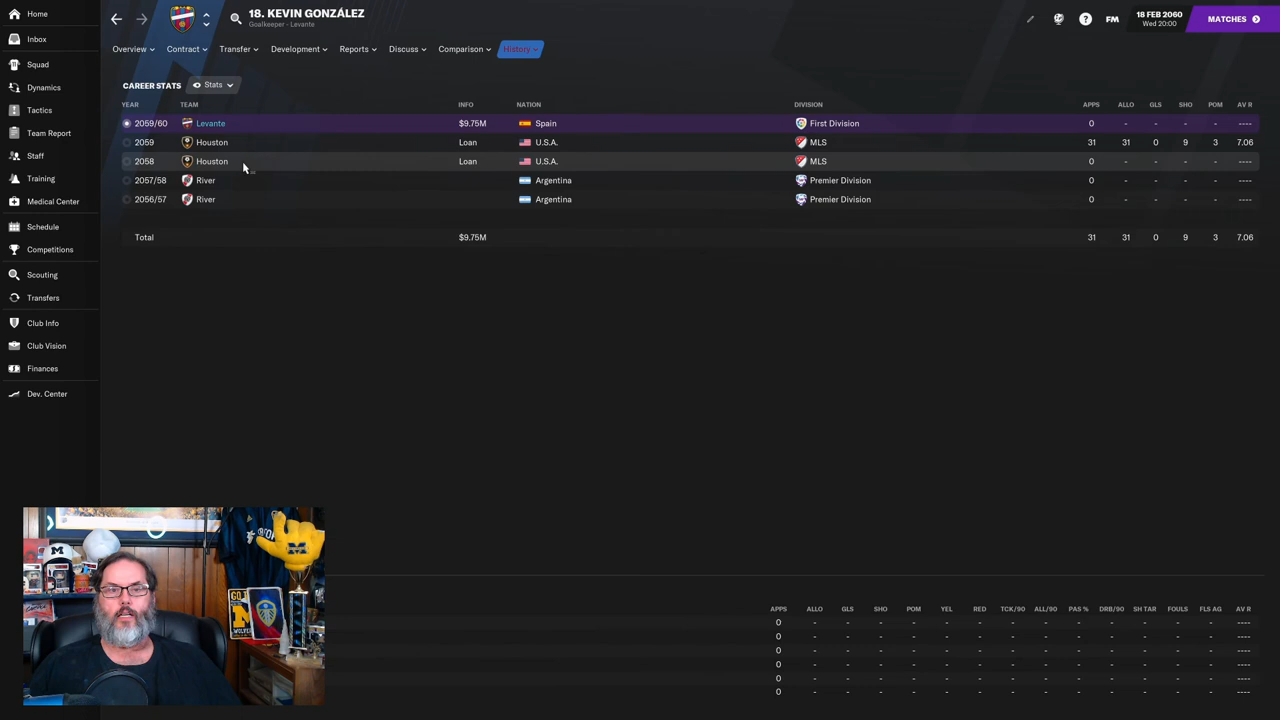 Home
Inbox
Squad
Dynamics
Tactics
Team Report
Staff
Training
Medical Center
Schedule
Competitions
Scouting
Transfers
Club Info
Club Vision
Finances
Dev. Center
18. KEVIN GONZÁLEZ
Goalkeeper - Levante
FM
18 FEB 2060
Wed 20:00
MATCHES
Overview Contract Transfer Development Reports Discuss Comparison History
CAREER STATS Stats
YEAR TEAM INFO NATION DIVISION APPS ALLO GLS SHO POM AV R
2059/60 Levante $9.75M Spain First Division 0 - - - - ----
2059 Houston Loan U.S.A. MLS 31 31 0 9 3 7.06
2058 Houston Loan U.S.A. MLS 0 - - - - ----
2057/58 River Argentina Premier Division 0 - - - - ----
2056/57 River Argentina Premier Division 0 - - - - ----
Total $9.75M 31 31 0 9 3 7.06
APPS ALLO GLS SHO POM YEL RED TCK/90 ALL/90 PAS % DRB/90 SH TAR FOULS FLS AG AV R
0 - - - - - - - - - - - - - ----
0 - - - - - - - - - - - - - ----
0 - - - - - - - - - - - - - ----
0 - - - - - - - - - - - - - ----
0 - - - - - - - - - - - - - ----
0 - - - - - - - - - - - - - ----
M
M